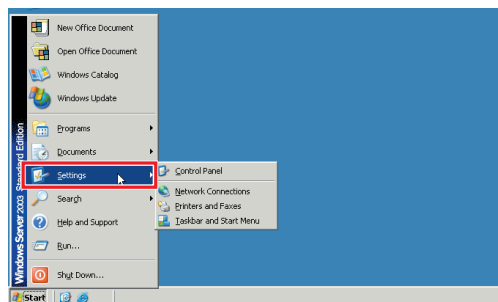 New Office Document
Open Office Document
Windows Catalog
Windows Update
Programs
Documents
Settings
Search
Help and Support
Run...
Shut Down...
Control Panel
Network Connections
Printers and Faxes
Taskbar and Start Menu
Windows Server 2003 Standard Edition
Start